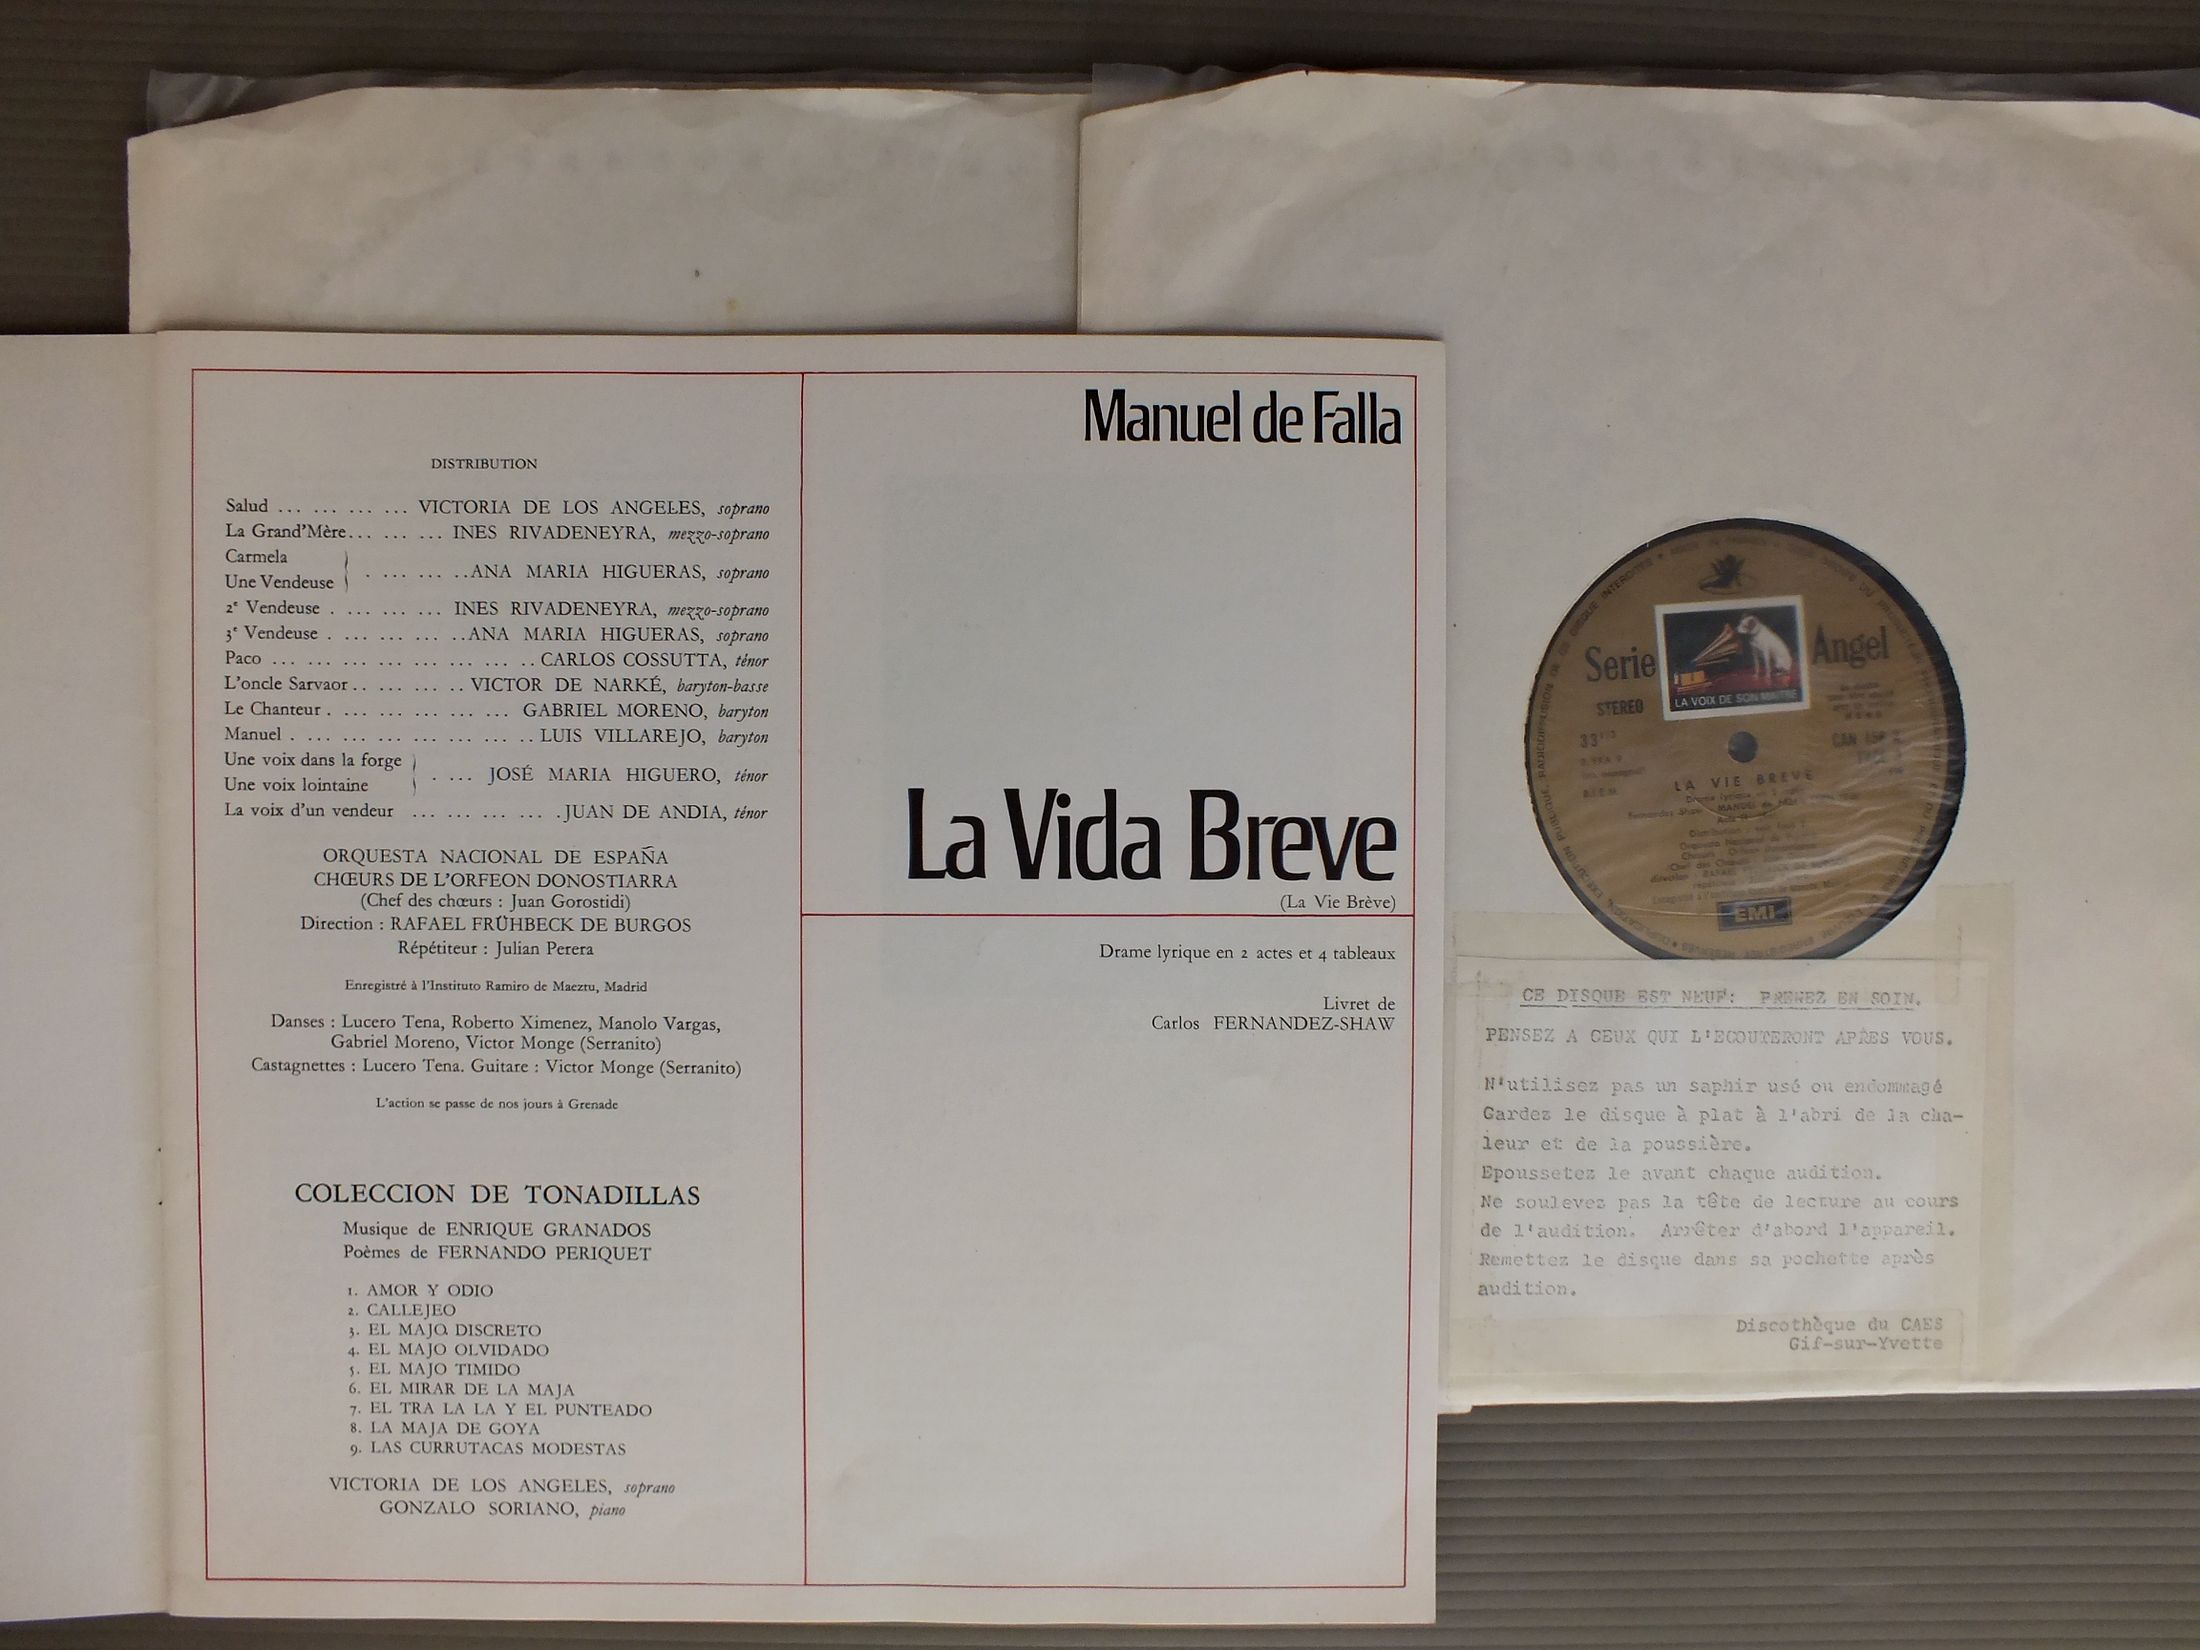 DISTRIBUTION
Salud ... ... ... ... VICTORIA DE LOS ANGELES, soprano
La Grand'Mère... ... ... INES RIVADENEYRA, mezzo-soprano
Carmela
Une Vendeuse
. ... ... ..ANA MARIA HIGUERAS, soprano
2e Vendeuse . ... ... ... INES RIVADENEYRA, mezzo-soprano
3e Vendeuse . ... ... ... ..ANA MARIA HIGUERAS, soprano
Paco ... ... ... ... ... ... ... .. CARLOS COSSUTTA, ténor
L'oncle Sarvaor.. ... ... .. VICTOR DE NARKÉ, baryton-basse
Le Chanteur . ... ... ... ... ... GABRIEL MORENO, baryton
Manuel . ... ... ... ... ... ... .. LUIS VILLAREJO, baryton
Une voix dans la forge
Une voix lointaine
. ... JOSÉ MARIA HIGUERO, ténor
La voix d'un vendeur ... ... ... ... .JUAN DE ANDIA, ténor
ORQUESTA NACIONAL DE ESPAÑA
CHŒURS DE L'ORFEON DONOSTIARRA
(Chef des chœurs : Juan Gorostidi)
Direction : RAFAEL FRÜHBECK DE BURGOS
Répétiteur : Julian Perera
Enregistré à l'Instituto Ramiro de Maeztu, Madrid
Danses : Lucero Tena, Roberto Ximenez, Manolo Vargas,
Gabriel Moreno, Victor Monge (Serranito)
Castagnettes : Lucero Tena. Guitare : Victor Monge (Serranito)
L'action se passe de nos jours à Grenade
COLECCION DE TONADILLAS
Musique de ENRIQUE GRANADOS
Poèmes de FERNANDO PERIQUET
1. AMOR Y ODIO
2. CALLEJEO
3. EL MAJO DISCRETO
4. EL MAJO OLVIDADO
5. EL MAJO TIMIDO
6. EL MIRAR DE LA MAJA
7. EL TRA LA LA Y EL PUNTEADO
8. LA MAJA DE GOYA
9. LAS CURRUTACAS MODESTAS
VICTORIA DE LOS ANGELES, soprano
GONZALO SORIANO, piano
Manuel de Falla
La Vida Breve
(La Vie Brève)
Drame lyrique en 2 actes et 4 tableaux
Livret de
Carlos FERNANDEZ-SHAW
Serie Angel
LA VOIX DE SON MAITRE
STEREO
33 1/3
CAN
LA VIE BREVE
EMI
CE DISQUE EST NEUF: PRENEZ EN SOIN.
PENSEZ A CEUX QUI L'ECOUTERONT APRÈS VOUS.
N'utilisez pas un saphir usé ou endommagé
Gardez le disque à plat à l'abri de la cha-
leur et de la poussière.
Epoussetez le avant chaque audition.
Ne soulevez pas la tête de lecture au cours
de l'audition. Arrêter d'abord l'appareil.
Remettez le disque dans sa pochette après
audition.
Discothèque du CAES
Gif-sur-Yvette